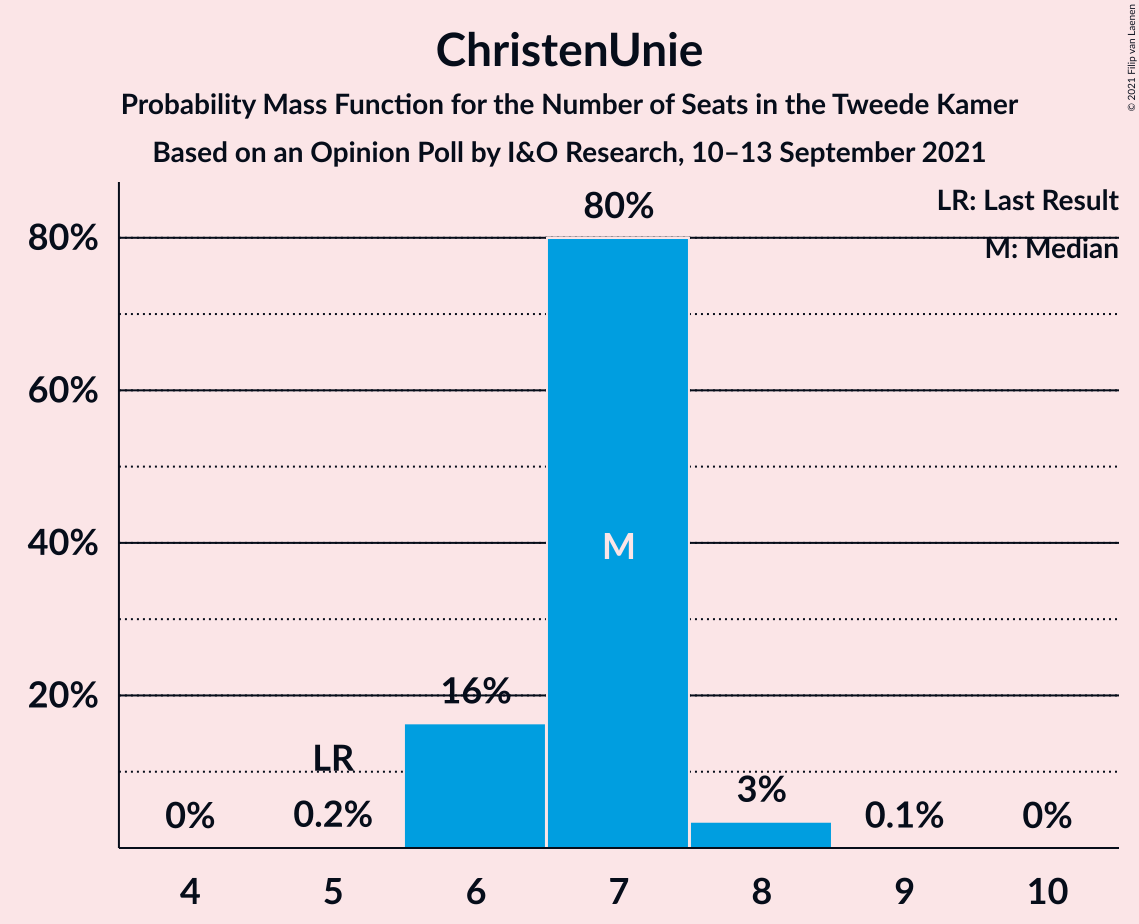 ChristenUnie
Probability Mass Function for the Number of Seats in the Tweede Kamer
Based on an Opinion Poll by I&O Research, 10–13 September 2021
© 2021 Filip van Laenen
LR: Last Result
M: Median
80%
60%
40%
20%
0%
LR
0.2%
16%
80%
M
3%
0.1%
0%
4 5 6 7 8 9 10